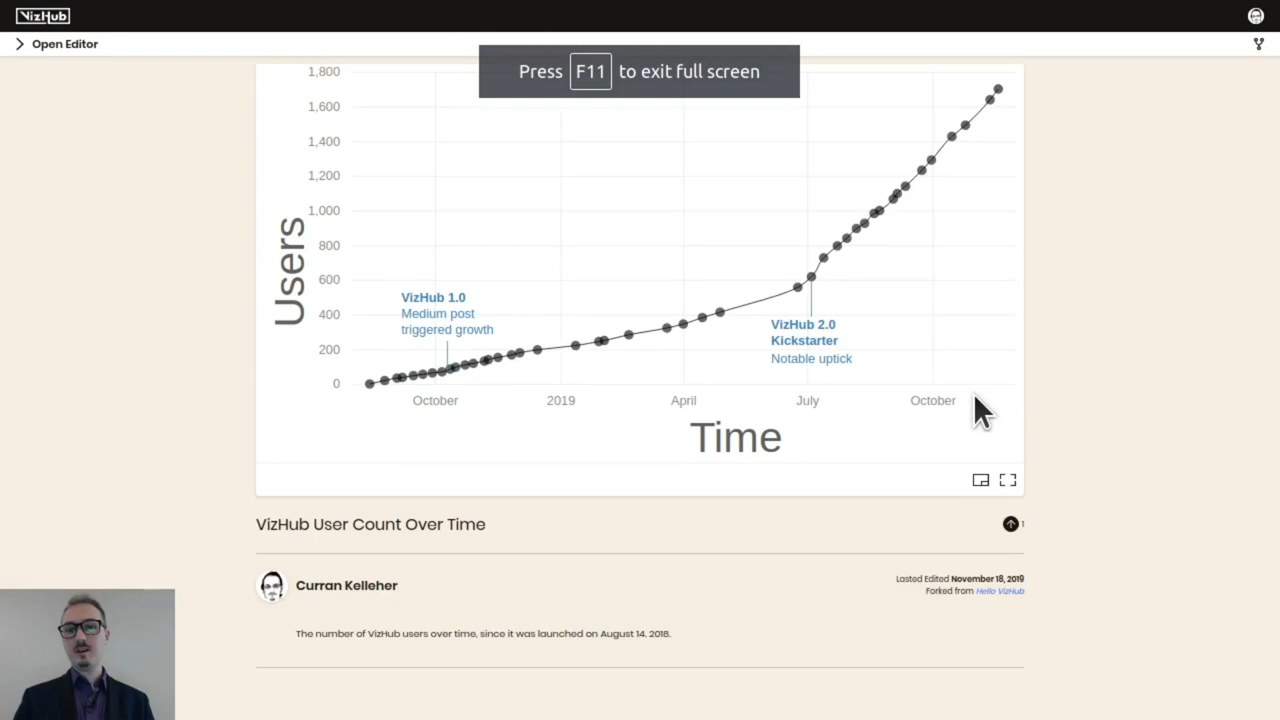 VizHub
Open Editor
Press F11 to exit full screen
1,800
1,600
1,400
1,200
1,000
800
600
400
200
0
Users
VizHub 1.0
Medium post
triggered growth
VizHub 2.0
Kickstarter
Notable uptick
October
2019
April
July
October
Time
VizHub User Count Over Time
1
Curran Kelleher
Lasted Edited November 18, 2019
Forked from Hello VizHub
The number of VizHub users over time, since it was launched on August 14, 2018.